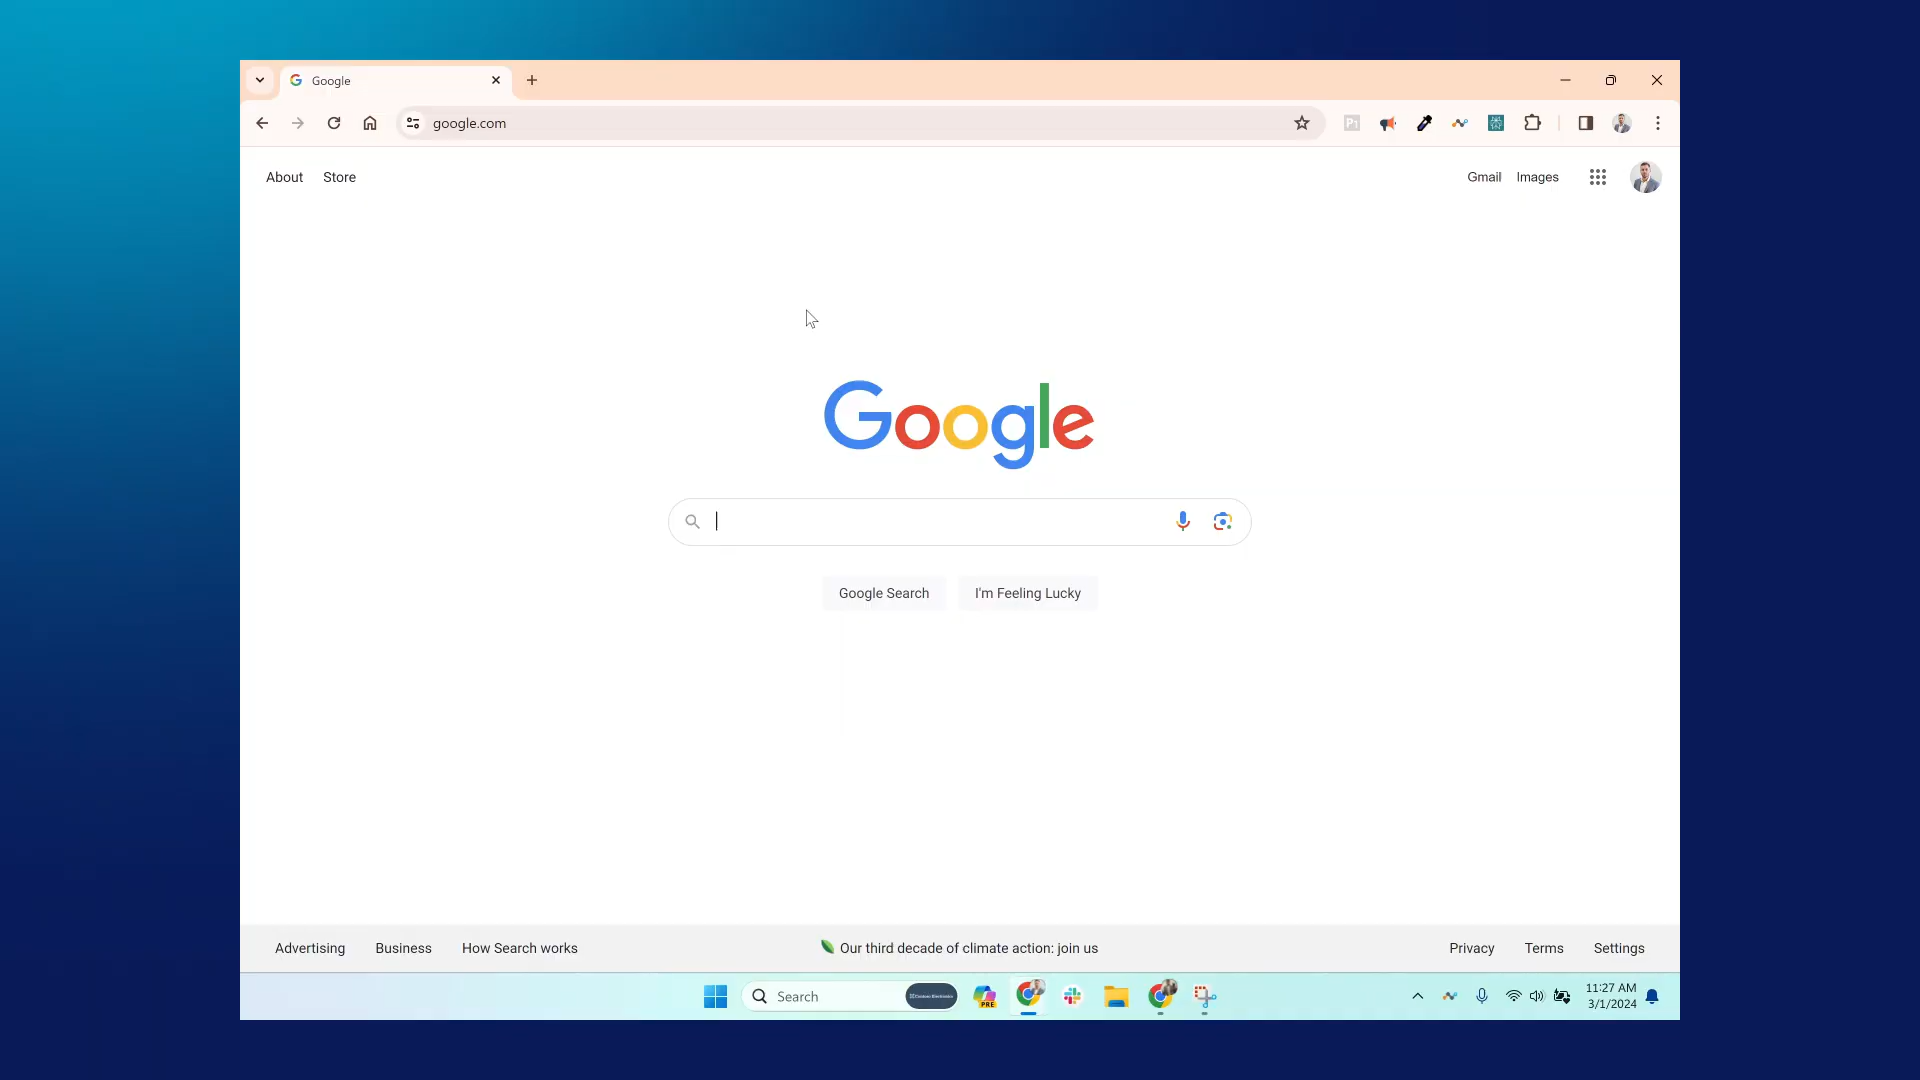 Google
google.com
About Store Gmail Images
Google
Google Search I'm Feeling Lucky
Advertising Business How Search works Our third decade of climate action: join us Privacy Terms Settings
Search PRE 11:27 AM
3/1/2024